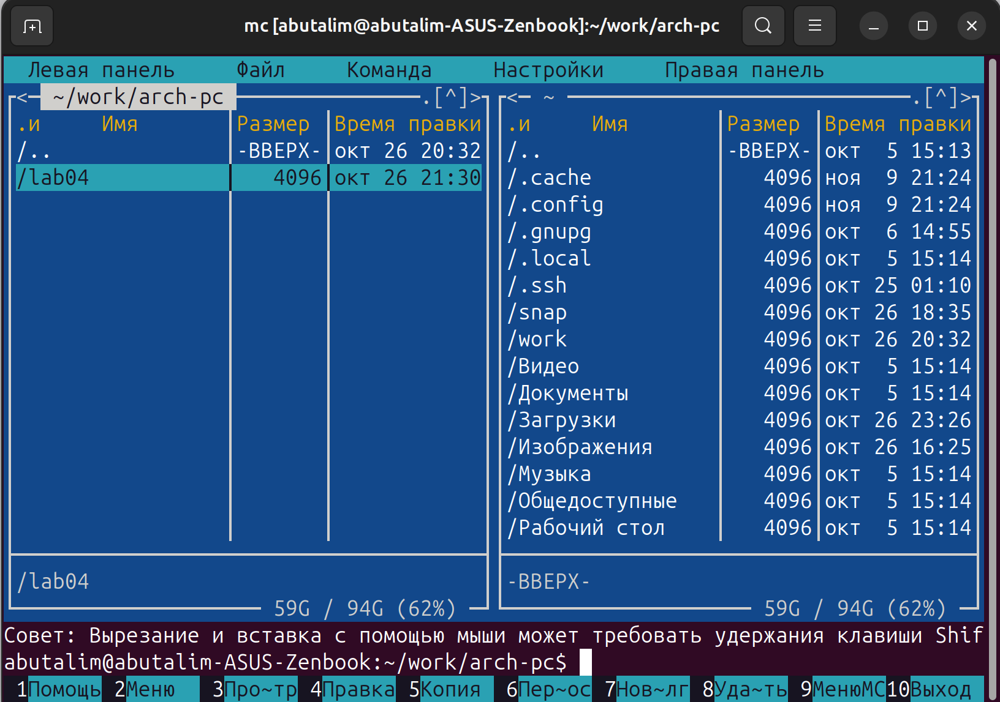 mc [abutalim@abutalim-ASUS-Zenbook]:~/work/arch-pc
Левая панель Файл Команда Настройки Правая панель
<─ ~/work/arch-pc ─.[^]> <─ ~ ─.[^]>
.и Имя Размер Время правки .и Имя Размер Время правки
/.. -ВВЕРХ- окт 26 20:32 /.. -ВВЕРХ- окт 5 15:13
/lab04 4096 окт 26 21:30 /.cache 4096 ноя 9 21:24
/.config 4096 ноя 9 21:24
/.gnupg 4096 окт 6 14:55
/.local 4096 окт 5 15:14
/.ssh 4096 окт 25 01:10
/snap 4096 окт 26 18:35
/work 4096 окт 26 20:32
/Видео 4096 окт 5 15:14
/Документы 4096 окт 5 15:14
/Загрузки 4096 окт 26 23:26
/Изображения 4096 окт 26 16:25
/Музыка 4096 окт 5 15:14
/Общедоступные 4096 окт 5 15:14
/Рабочий стол 4096 окт 5 15:14
/lab04 -ВВЕРХ-
59G / 94G (62%) 59G / 94G (62%)
Совет: Вырезание и вставка с помощью мыши может требовать удержания клавиши Shif
abutalim@abutalim-ASUS-Zenbook:~/work/arch-pc$
1Помощь 2Меню 3Про~тр 4Правка 5Копия 6Пер~ос 7Нов~лг 8Уда~ть 9МенюМС 10Выход